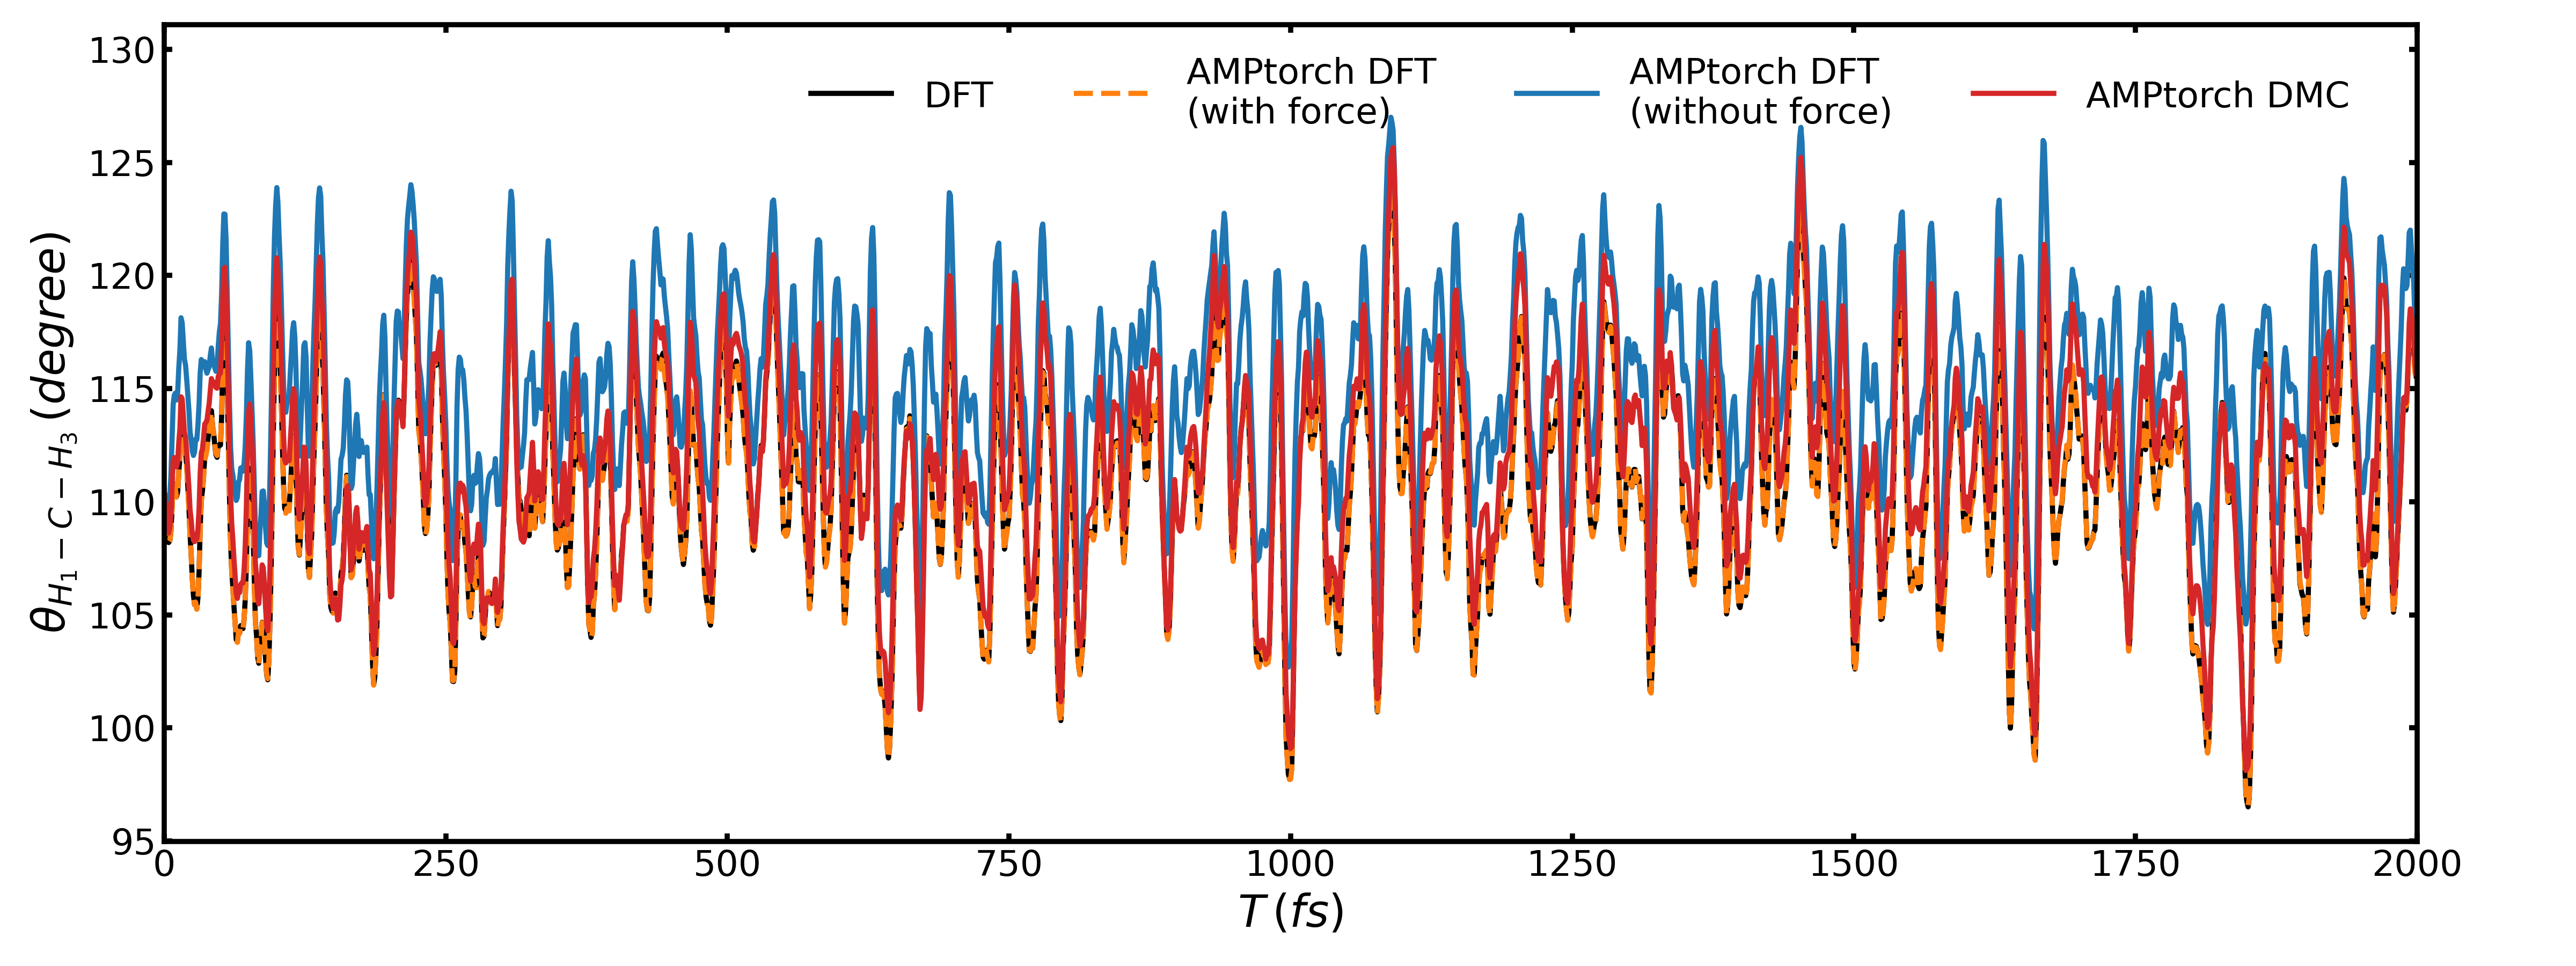 130
125
120
115
110
105
100
95
θH₁ − C − H₃ (degree)
DFT
AMPtorch DFT
(with force)
AMPtorch DFT
(without force)
AMPtorch DMC
0 250 500 750 1000 1250 1500 1750 2000
T (fs)